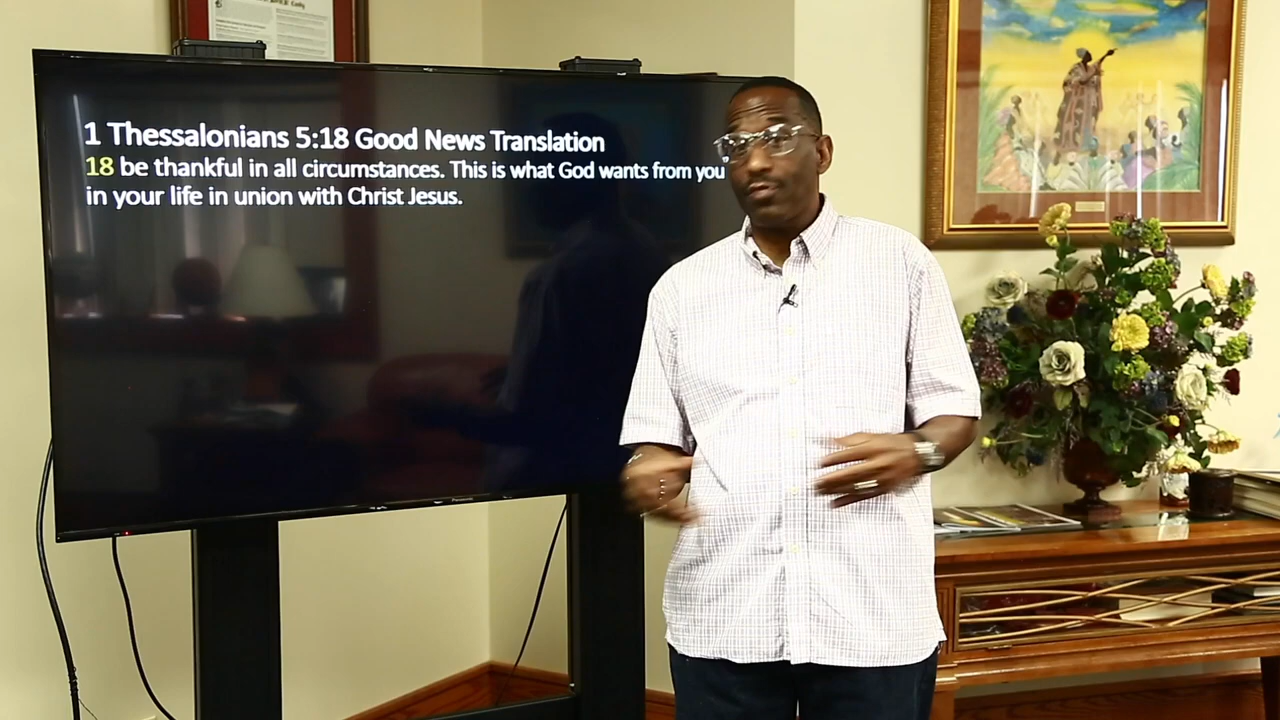 1 Thessalonians 5:18 Good News Translation
18 be thankful in all circumstances. This is what God wants from you
in your life in union with Christ Jesus.
Panasonic